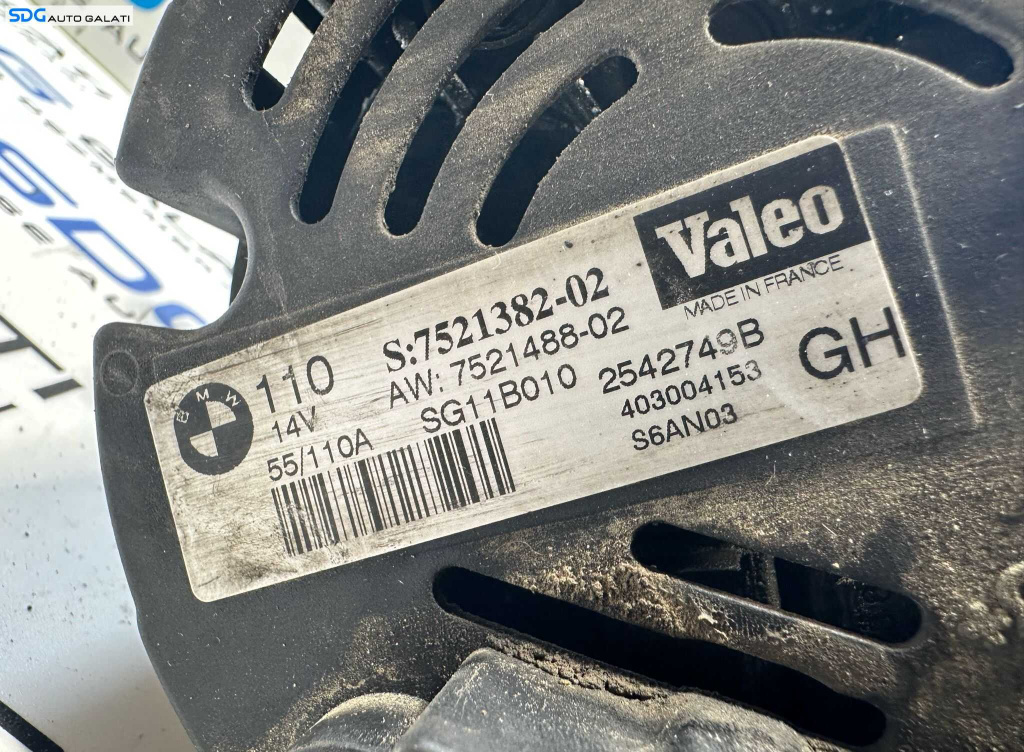 SDG AUTO GALATI
Valeo
MADE IN FRANCE
BMW
110
14V
55/110A
S:7521382-02
AW: 7521488-02
SG11B010
2542749B
403004153
S6AN03
GH